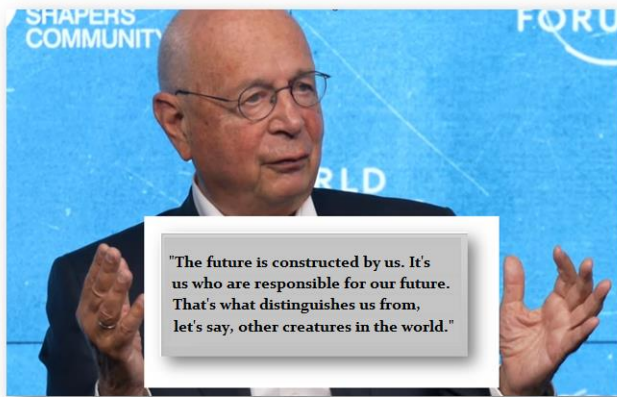 SHAPERS
COMMUNITY
FORU
RLD
"The future is constructed by us. It's
us who are responsible for our future.
That's what distinguishes us from,
let's say, other creatures in the world."